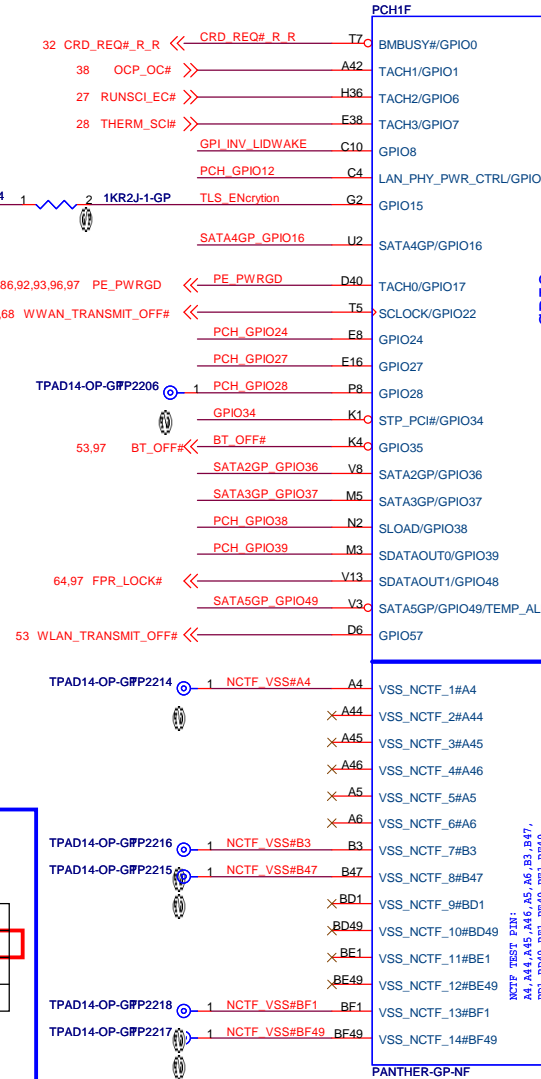 PCH1F
32 CRD_REQ#_R_R CRD_REQ#_R_R T7 BMBUSY#/GPIO0
38 OCP_OC# A42 TACH1/GPIO1
27 RUNSCI_EC# H36 TACH2/GPIO6
28 THERM_SCI# E38 TACH3/GPIO7
GPI_INV_LIDWAKE C10 GPIO8
PCH_GPIO12 C4 LAN_PHY_PWR_CTRL/GPIO
1 2 1KR2J-1-GP TLS_ENcrytion G2 GPIO15
SATA4GP_GPIO16 U2 SATA4GP/GPIO16
86,92,93,96,97 PE_PWRGD PE_PWRGD D40 TACH0/GPIO17
,68 WWAN_TRANSMIT_OFF# T5 SCLOCK/GPIO22
PCH_GPIO24 E8 GPIO24
PCH_GPIO27 E16 GPIO27
TPAD14-OP-GP TP2206 1 PCH_GPIO28 P8 GPIO28
GPIO34 K1 STP_PCI#/GPIO34
53,97 BT_OFF# BT_OFF# K4 GPIO35
SATA2GP_GPIO36 V8 SATA2GP/GPIO36
SATA3GP_GPIO37 M5 SATA3GP/GPIO37
PCH_GPIO38 N2 SLOAD/GPIO38
PCH_GPIO39 M3 SDATAOUT0/GPIO39
64,97 FPR_LOCK# V13 SDATAOUT1/GPIO48
SATA5GP_GPIO49 V3 SATA5GP/GPIO49/TEMP_AL
53 WLAN_TRANSMIT_OFF# D6 GPIO57
TPAD14-OP-GP TP2214 1 NCTF_VSS#A4 A4 VSS_NCTF_1#A4
A44 VSS_NCTF_2#A44
A45 VSS_NCTF_3#A45
A46 VSS_NCTF_4#A46
A5 VSS_NCTF_5#A5
A6 VSS_NCTF_6#A6
TPAD14-OP-GP TP2216 1 NCTF_VSS#B3 B3 VSS_NCTF_7#B3
TPAD14-OP-GP TP2215 1 NCTF_VSS#B47 B47 VSS_NCTF_8#B47
BD1 VSS_NCTF_9#BD1
BD49 VSS_NCTF_10#BD49
BE1 VSS_NCTF_11#BE1
BE49 VSS_NCTF_12#BE49
TPAD14-OP-GP TP2218 1 NCTF_VSS#BF1 BF1 VSS_NCTF_13#BF1
TPAD14-OP-GP TP2217 1 NCTF_VSS#BF49 BF49 VSS_NCTF_14#BF49
PANTHER-GP-NF
NCTF TEST PIN:
A4,A44,A45,A46,A5,A6,B3,B47,